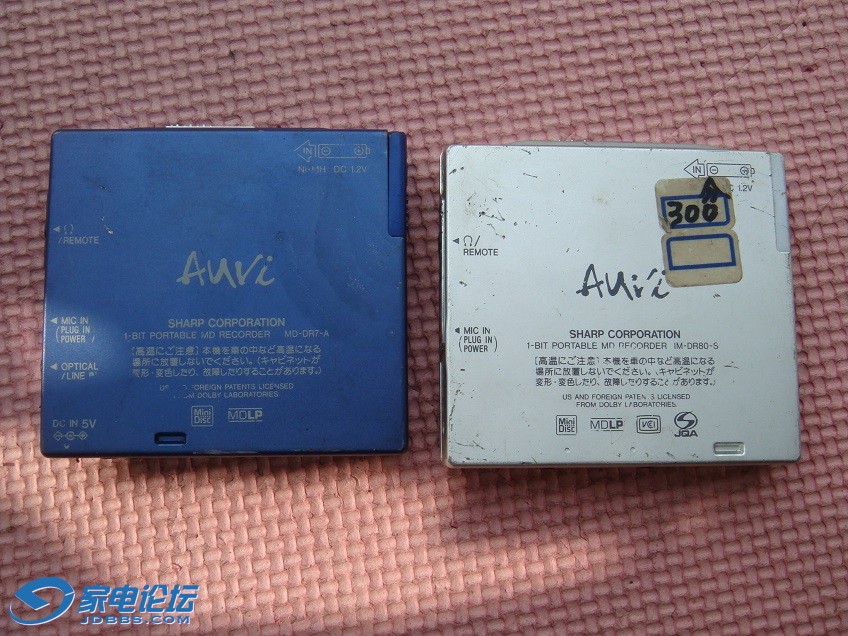 IN
Ni-MH DC 1.2V
/REMOTE
Auvi
MIC IN
(PLUG IN
POWER /
SHARP CORPORATION
1-BIT PORTABLE MD RECORDER MD-DR7-A
[高温にご注意] 本機を車の中など高温になる
場所に放置しないでください。(キャビネットが
変形・変色したり、故障したりすることがあります。)
OPTICAL
/LINE IN
US AND FOREIGN PATENTS LICENSED
FROM DOLBY LABORATORIES.
Mini
Disc
MDLP
DC IN 5V
IN
DC 1.2V
300
/
REMOTE
Auvi
MIC IN
(PLUG IN
POWER)
SHARP CORPORATION
1-BIT PORTABLE MD RECORDER IM-DR80-S
[高温にご注意] 本機を車の中など高温になる
場所に放置しないでください。(キャビネットが
変形・変色したり、故障したりすることがあります。)
US AND FOREIGN PATENTS LICENSED
FROM DOLBY LABORATORIES.
Mini
Disc
MDLP
VCCI
JQA
家电论坛
JDBBS.COM